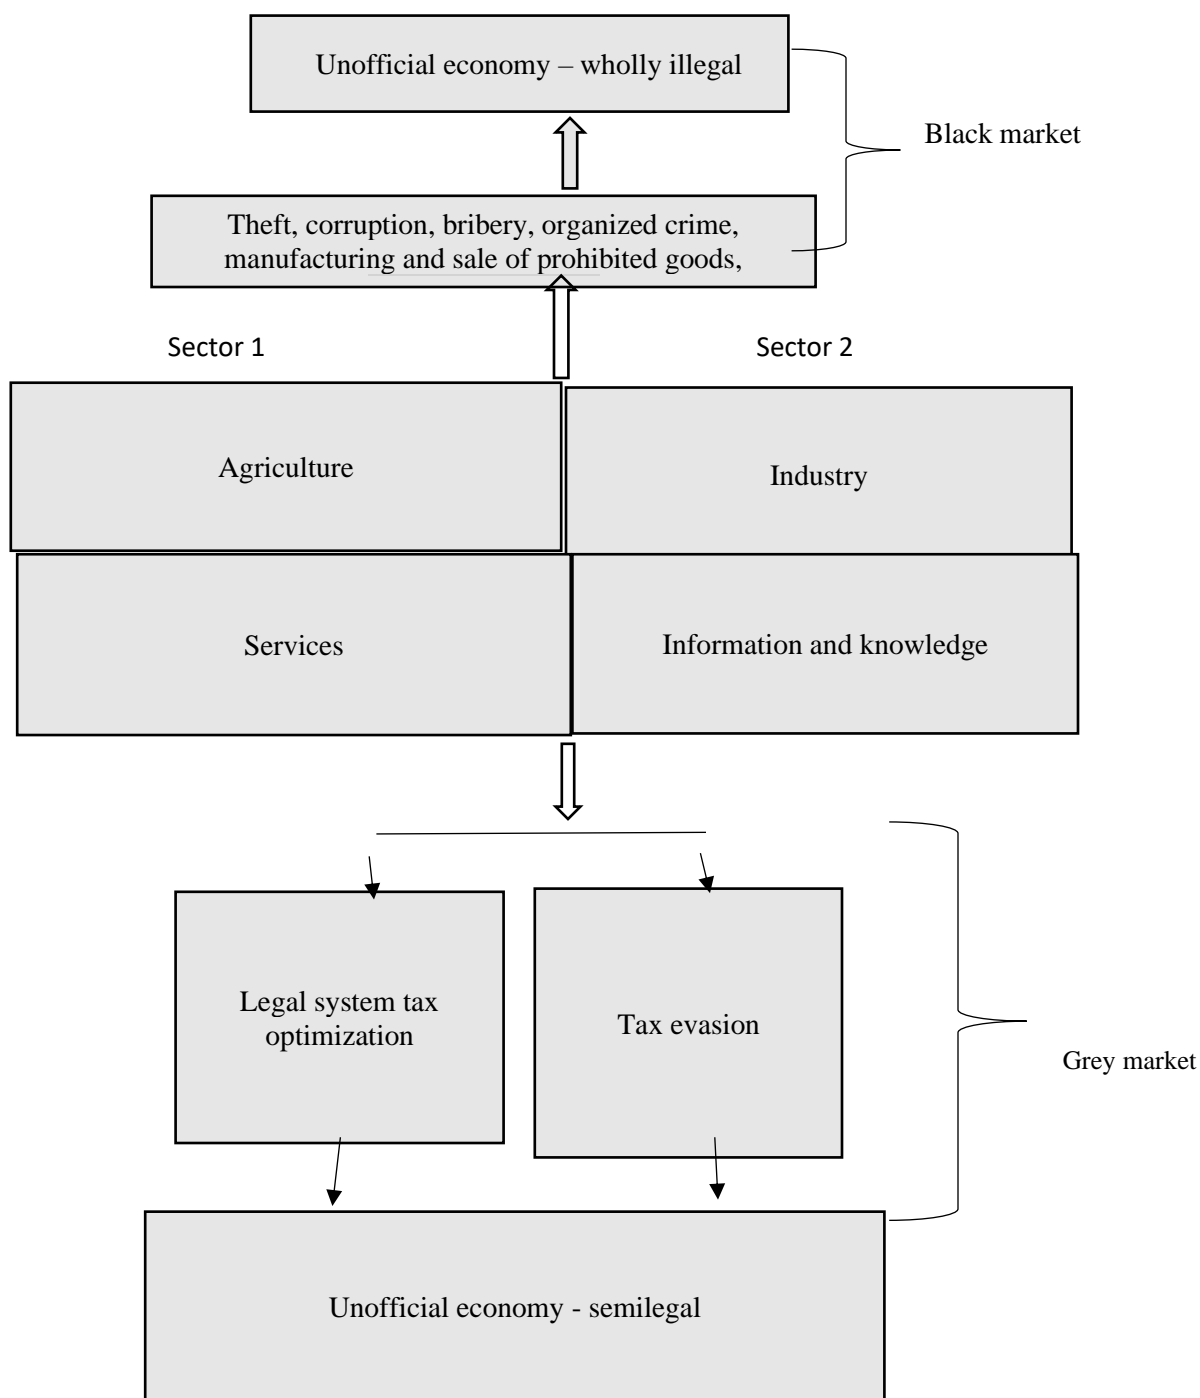 Unofficial economy – wholly illegal
Black market
Theft, corruption, bribery, organized crime,
manufacturing and sale of prohibited goods,
Sector 1
Sector 2
Agriculture
Industry
Services
Information and knowledge
Legal system tax
optimization
Tax evasion
Grey market
Unofficial economy - semilegal